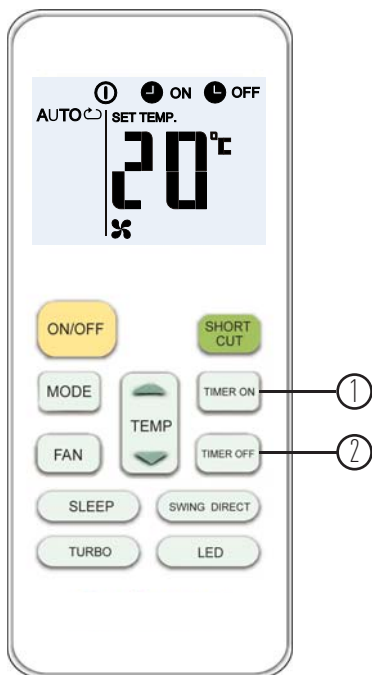 ON OFF
AUTO SET TEMP.
20°C
ON/OFF SHORT CUT
MODE TEMP TIMER ON 1
FAN TIMER OFF 2
SLEEP SWING DIRECT
TURBO LED